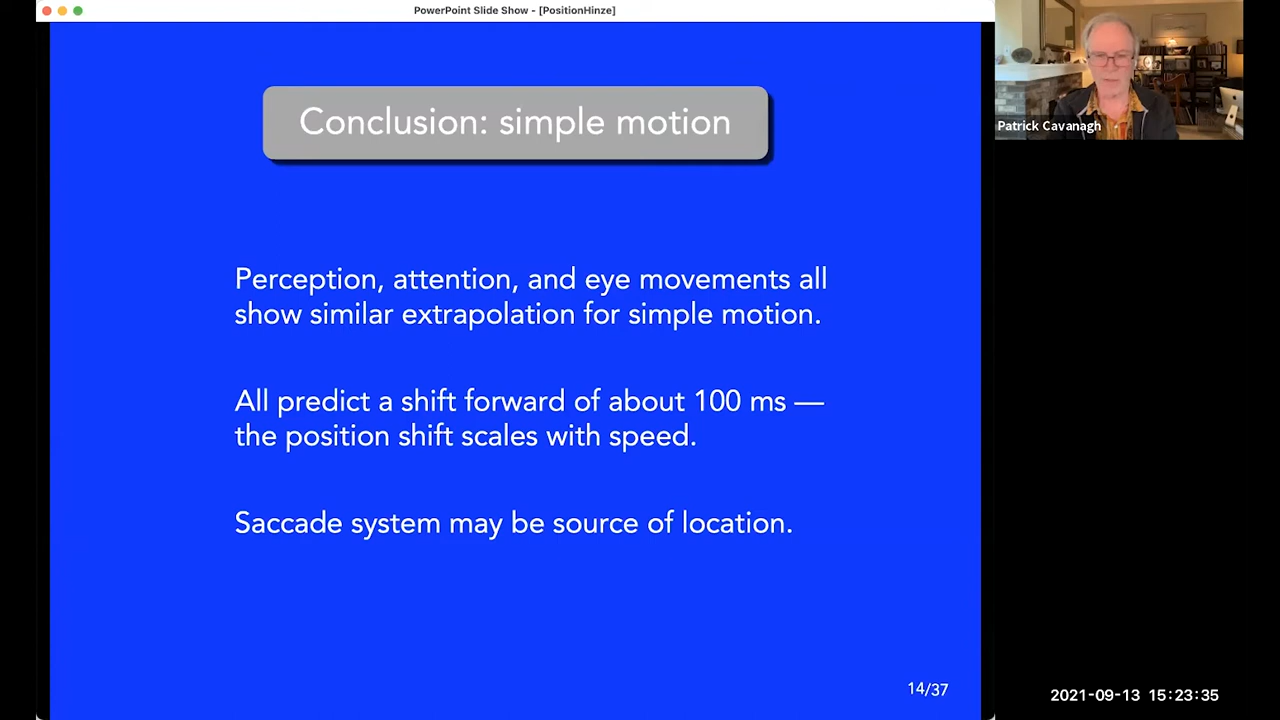 PowerPoint Slide Show - [PositionHinze]
Conclusion: simple motion
Patrick Cavanagh
Perception, attention, and eye movements all
show similar extrapolation for simple motion.
All predict a shift forward of about 100 ms —
the position shift scales with speed.
Saccade system may be source of location.
14/37
2021-09-13 15:23:35